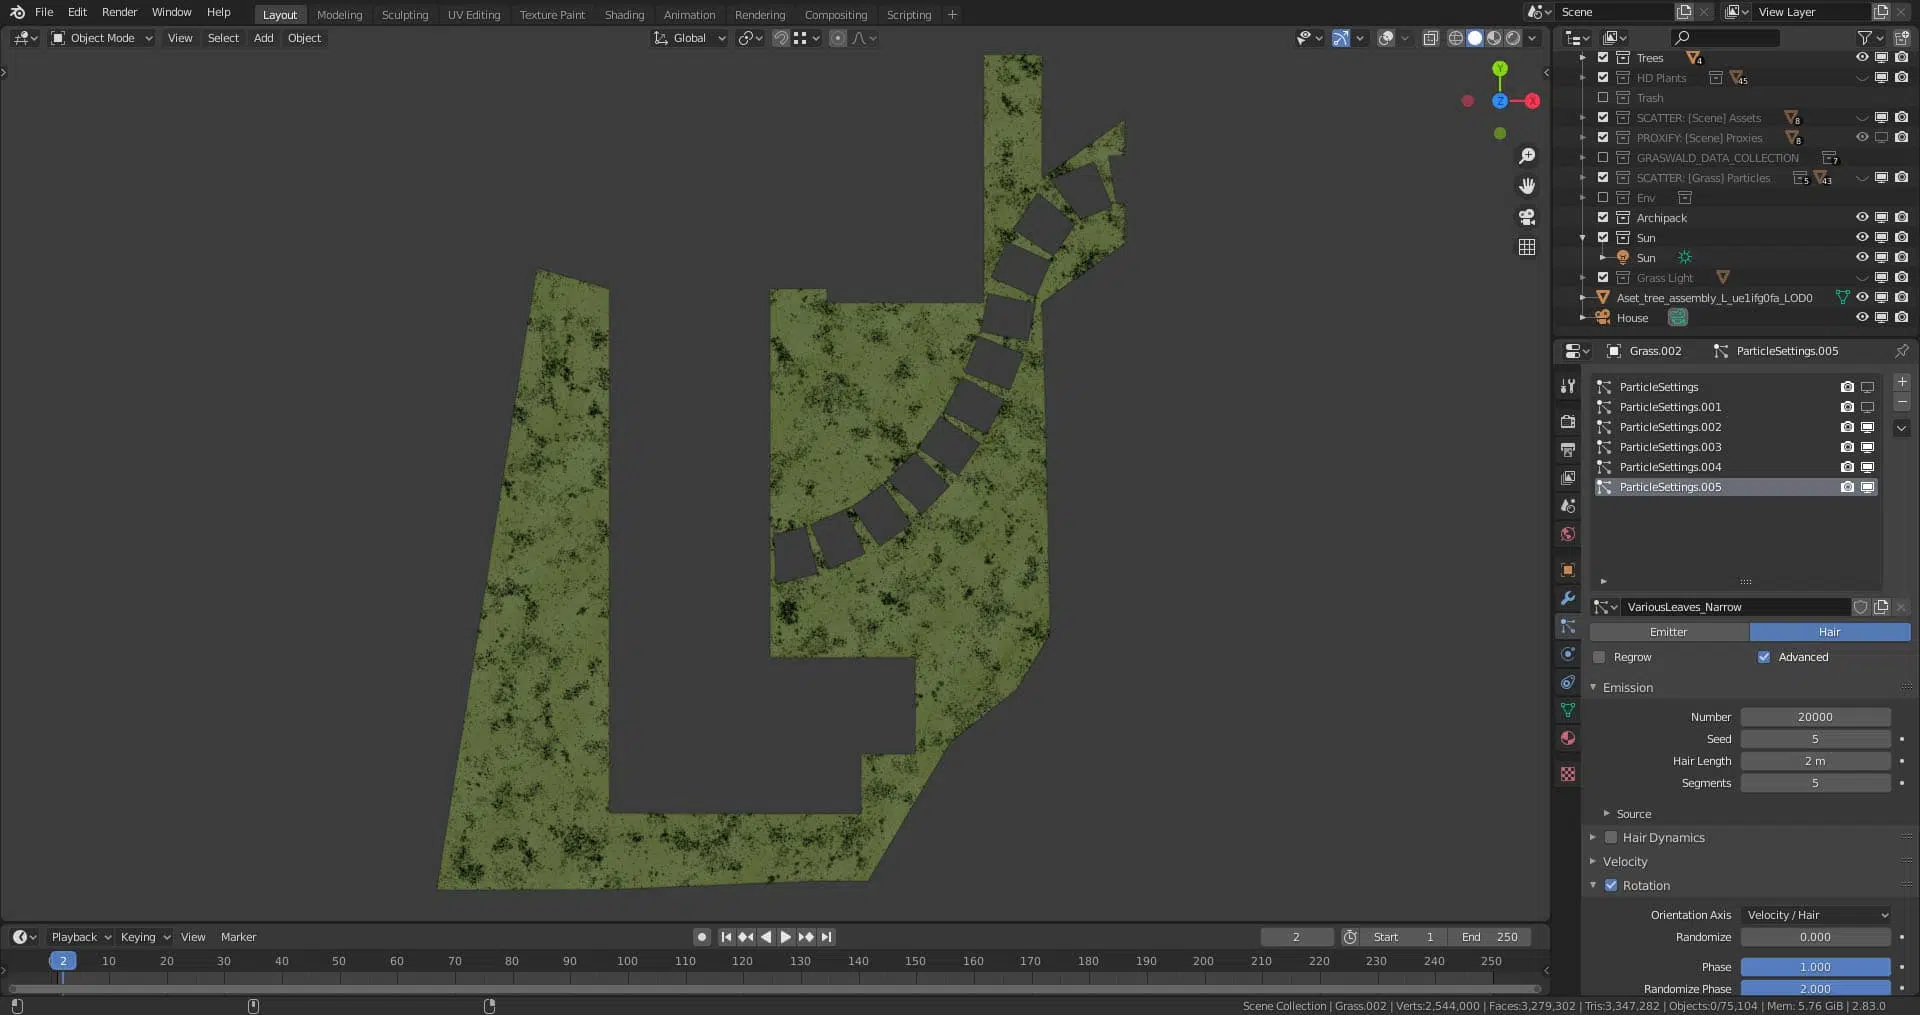 File Edit Render Window Help
Layout Modeling Sculpting UV Editing Texture Paint Shading Animation Rendering Compositing Scripting +
Scene
View Layer
Object Mode View Select Add Object
Global
Y
Z
X
Trees 4
HD Plants 45
Trash
SCATTER: [Scene] Assets 8
PROXIFY: [Scene] Proxies 8
GRASWALD_DATA_COLLECTION 7
SCATTER: [Grass] Particles 5 43
Env
Archipack
Sun
Sun
Grass Light
Aset_tree_assembly_L_ue1ifg0fa_LOD0
House
Grass.002 ParticleSettings.005
ParticleSettings
ParticleSettings.001
ParticleSettings.002
ParticleSettings.003
ParticleSettings.004
ParticleSettings.005
VariousLeaves_Narrow
Emitter Hair
Regrow Advanced
Emission
Number 20000
Seed 5
Hair Length 2 m
Segments 5
Source
Hair Dynamics
Velocity
Rotation
Orientation Axis Velocity / Hair
Randomize 0.000
Phase 1.000
Randomize Phase 2.000
Playback Keying View Marker
2 Start 1 End 250
2 10 20 30 40 50 60 70 80 90 100 110 120 130 140 150 160 170 180 190 200 210 220 230 240 250
Scene Collection | Grass.002 | Verts:2,544,000 | Faces:3,279,302 | Tris:3,347,282 | Objects:0/75,104 | Mem: 5.76 GiB | 2.83.0